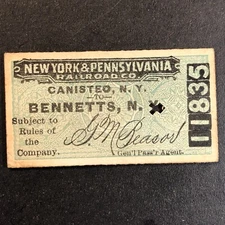 NEW YORK & PENNSYLVANIA
RAILROAD CO.
CANISTEO, N. Y.
TO
BENNETTS, N.
Subject to
Rules of
the
Company.
Gen'l Pass'r Agent.
11835